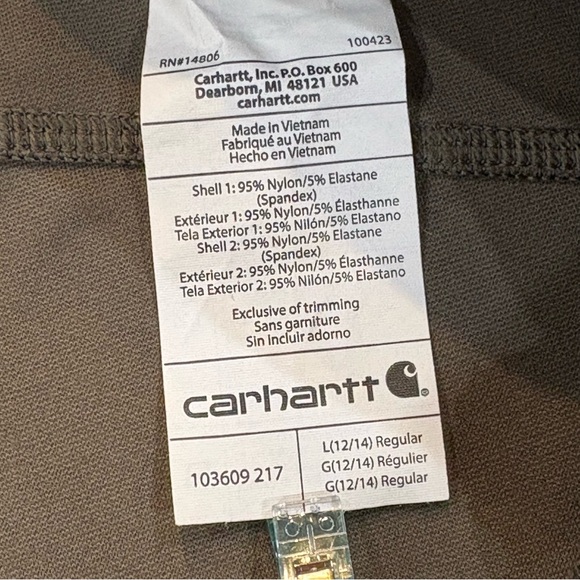 RN#14806 100423
Carhartt, Inc. P.O. Box 600
Dearborn, MI 48121 USA
carhartt.com
Made in Vietnam
Fabriqué au Vietnam
Hecho en Vietnam
Shell 1: 95% Nylon/5% Elastane
(Spandex)
Extérieur 1: 95% Nylon/5% Élasthanne
Tela Exterior 1: 95% Nilón/5% Elastano
Shell 2: 95% Nylon/5% Elastane
(Spandex)
Extérieur 2: 95% Nylon/5% Élasthanne
Tela Exterior 2: 95% Nilón/5% Elastano
Exclusive of trimming
Sans garniture
Sin Incluir adorno
carhartt ®
103609 217
L(12/14) Regular
G(12/14) Régulier
G(12/14) Regular